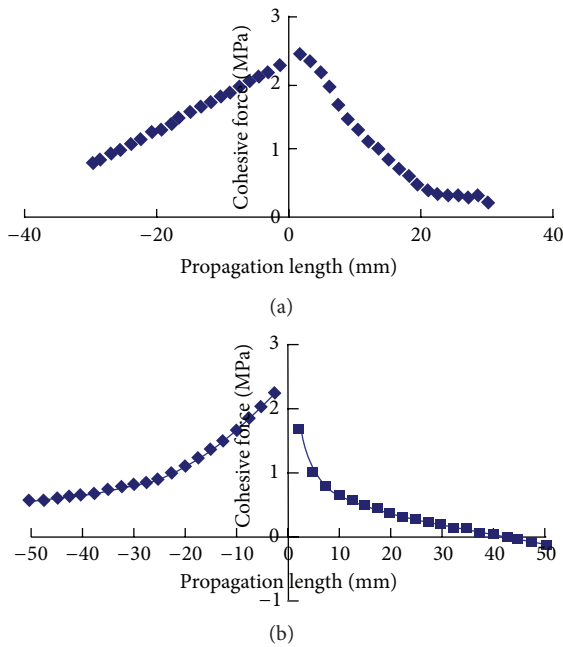 3
2
1
0
Cohesive force (MPa)
−40 −20 0 20 40
Propagation length (mm)
(a)
3
2
1
0
−1
Cohesive force (MPa)
−50 −40 −30 −20 −10 0 10 20 30 40 50
Propagation length (mm)
(b)